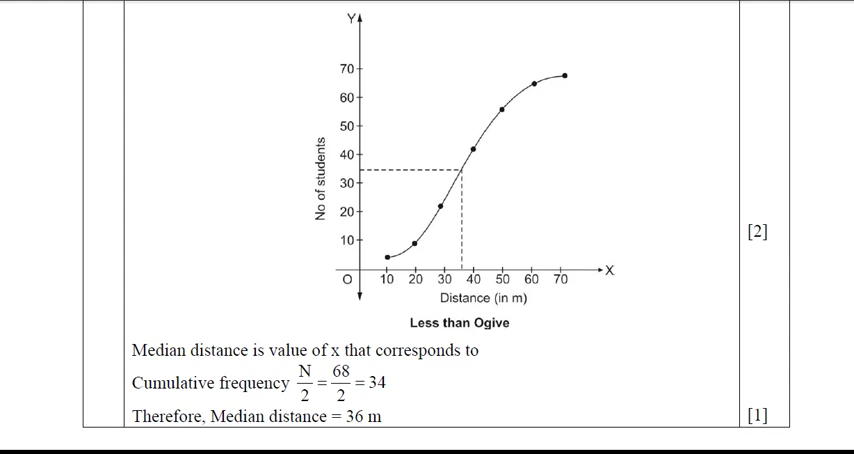 Y
70
60
50
40
30
20
10
No of students
[2]
O 10 20 30 40 50 60 70 X
Distance (in m)
Less than Ogive
Median distance is value of x that corresponds to
Cumulative frequency N/2 = 68/2 = 34
Therefore, Median distance = 36 m
[1]